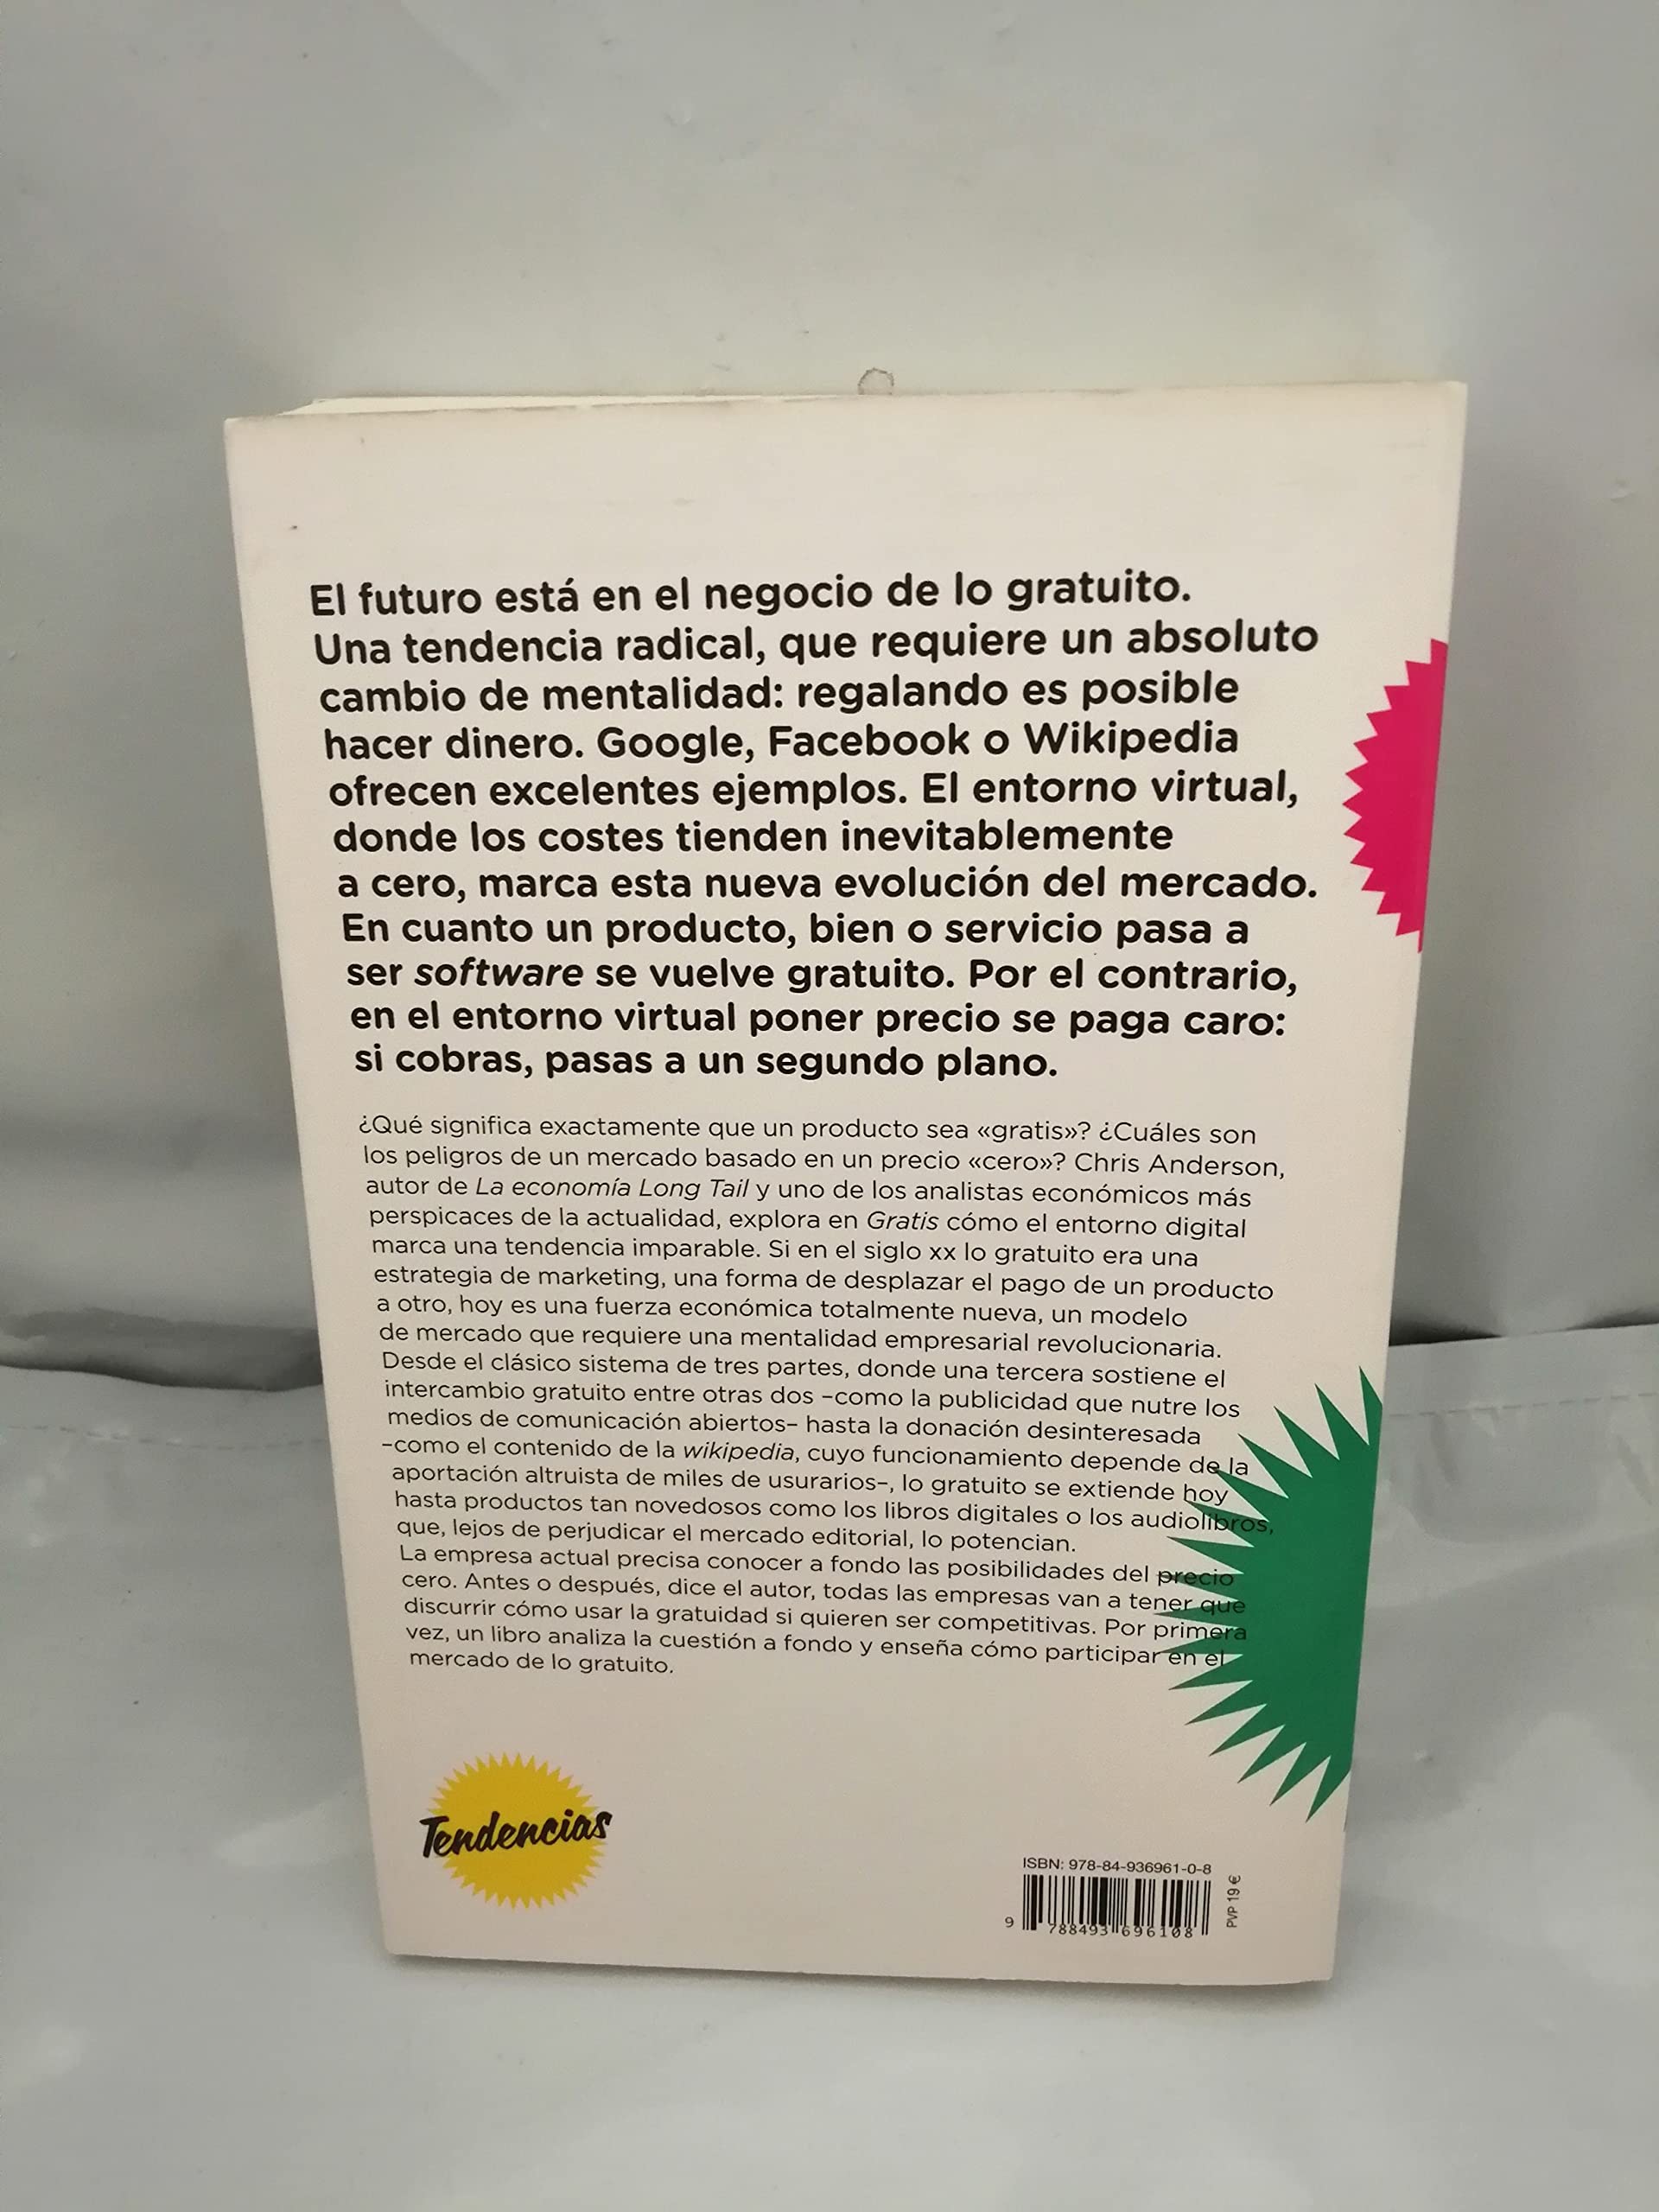 El futuro está en el negocio de lo gratuito.
Una tendencia radical, que requiere un absoluto
cambio de mentalidad: regalando es posible
hacer dinero. Google, Facebook o Wikipedia
ofrecen excelentes ejemplos. El entorno virtual,
donde los costes tienden inevitablemente
a cero, marca esta nueva evolución del mercado.
En cuanto un producto, bien o servicio pasa a
ser software se vuelve gratuito. Por el contrario,
en el entorno virtual poner precio se paga caro:
si cobras, pasas a un segundo plano.
¿Qué significa exactamente que un producto sea «gratis»? ¿Cuáles son
los peligros de un mercado basado en un precio «cero»? Chris Anderson,
autor de La economía Long Tail y uno de los analistas económicos más
perspicaces de la actualidad, explora en Gratis cómo el entorno digital
marca una tendencia imparable. Si en el siglo XX lo gratuito era una
estrategia de marketing, una forma de desplazar el pago de un producto
a otro, hoy es una fuerza económica totalmente nueva, un modelo
de mercado que requiere una mentalidad empresarial revolucionaria.
Desde el clásico sistema de tres partes, donde una tercera sostiene el
intercambio gratuito entre otras dos –como la publicidad que nutre los
medios de comunicación abiertos– hasta la donación desinteresada
–como el contenido de la wikipedia, cuyo funcionamiento depende de la
aportación altruista de miles de usurarios–, lo gratuito se extiende hoy
hasta productos tan novedosos como los libros digitales o los audiolibros,
que, lejos de perjudicar el mercado editorial, lo potencian.
La empresa actual precisa conocer a fondo las posibilidades del precio
cero. Antes o después, dice el autor, todas las empresas van a tener que
discurrir cómo usar la gratuidad si quieren ser competitivas. Por primera
vez, un libro analiza la cuestión a fondo y enseña cómo participar en el
mercado de lo gratuito.
Tendencias
ISBN: 978-84-936961-0-8
9 788493 696108
PVP 19 €